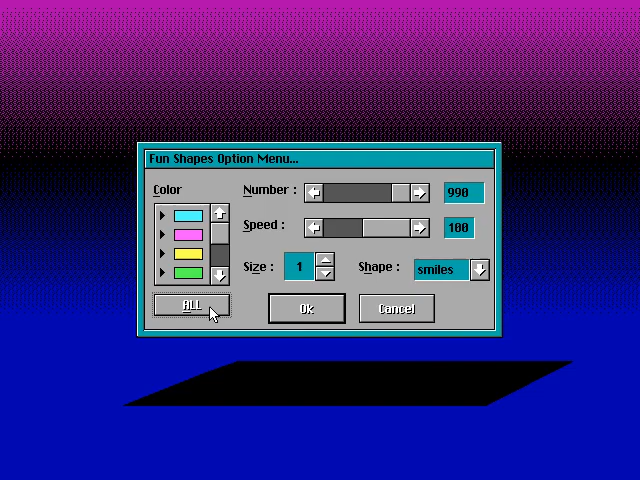 Fun Shapes Option Menu...
Color
Number : 990
Speed : 100
Size : 1 Shape : smiles
ALL Ok Cancel